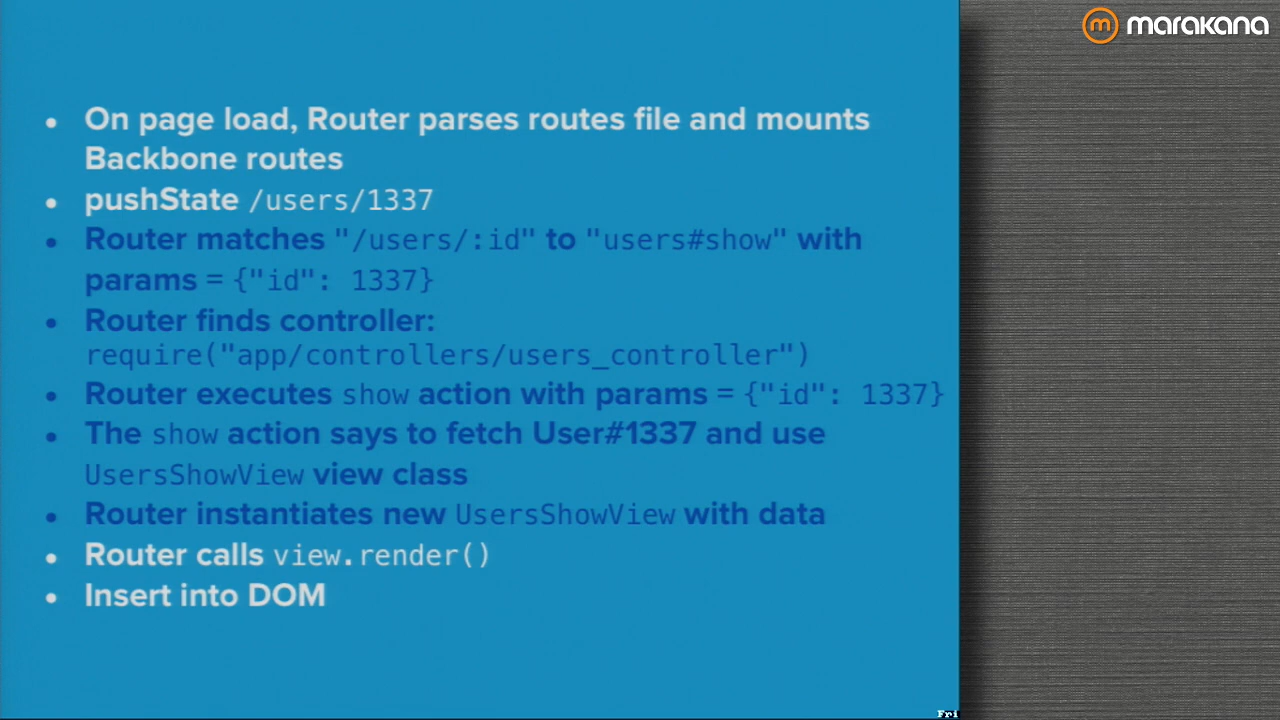 marakana
• On page load, Router parses routes file and mounts
Backbone routes
• pushState /users/1337
• Router matches "/users/:id" to "users#show" with
params = {"id": 1337}
• Router finds controller:
require("app/controllers/users_controller")
• Router executes show action with params = {"id": 1337}
• The show action says to fetch User#1337 and use
UsersShowView view class
• Router instantiates new UsersShowView with data
• Router calls view.render()
• Insert into DOM
Fri